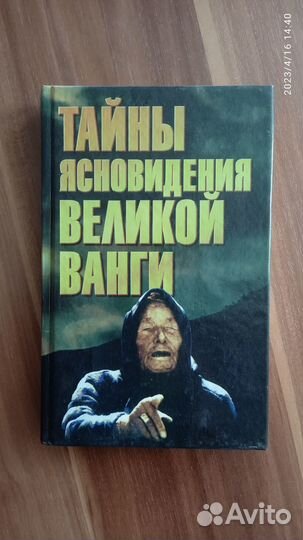 2023/4/16 14:40
ТАЙНЫ
ЯСНОВИДЕНИЯ
ВЕЛИКОЙ
ВАНГИ
Avito